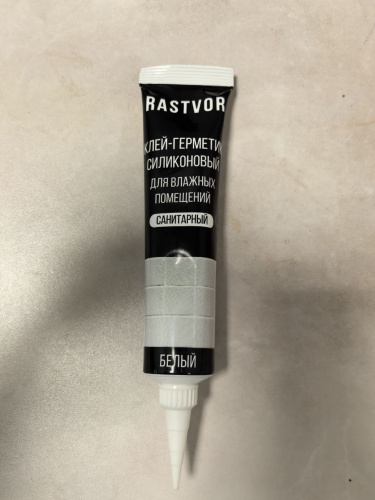 RASTVOR
КЛЕЙ-ГЕРМЕТИК
СИЛИКОНОВЫЙ
ДЛЯ ВЛАЖНЫХ
ПОМЕЩЕНИЙ
САНИТАРНЫЙ
БЕЛЫЙ